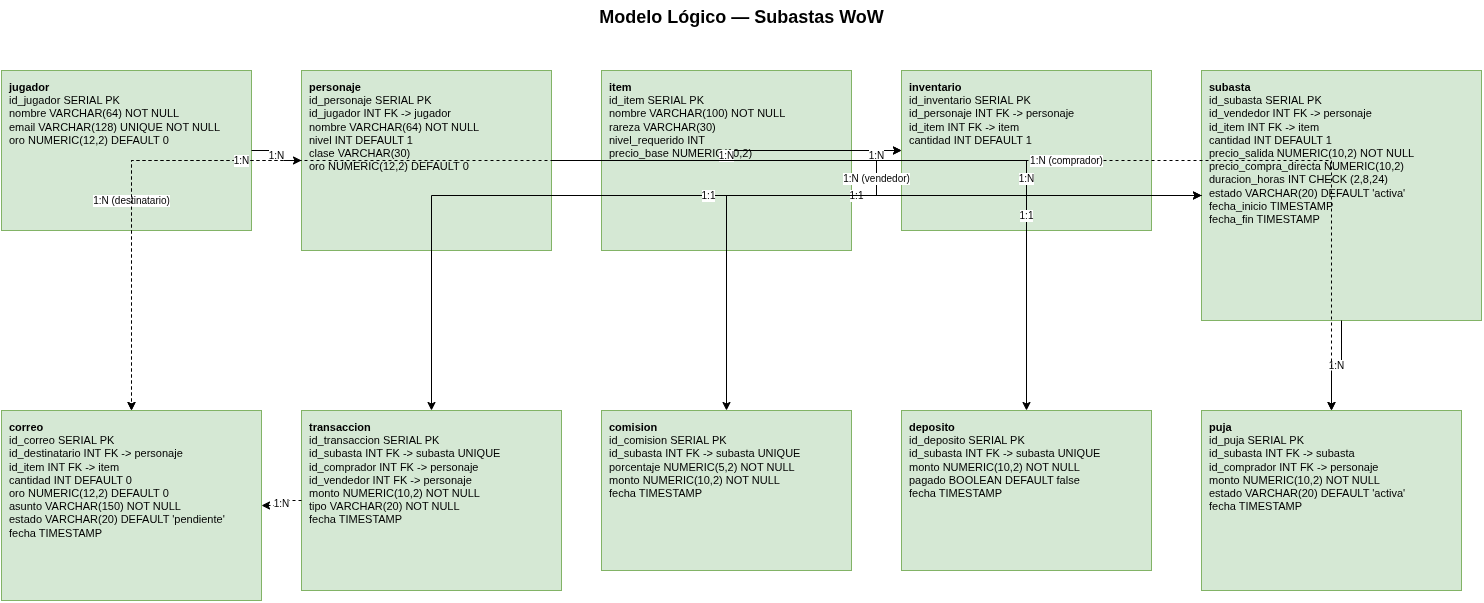 Modelo Lógico — Subastas WoW
jugador
id_jugador SERIAL PK
nombre VARCHAR(64) NOT NULL
email VARCHAR(128) UNIQUE NOT NULL
oro NUMERIC(12,2) DEFAULT 0
personaje
id_personaje SERIAL PK
id_jugador INT FK -> jugador
nombre VARCHAR(64) NOT NULL
nivel INT DEFAULT 1
clase VARCHAR(30)
oro NUMERIC(12,2) DEFAULT 0
item
id_item SERIAL PK
nombre VARCHAR(100) NOT NULL
rareza VARCHAR(30)
nivel_requerido INT
precio_base NUMERIC(10,2)
inventario
id_inventario SERIAL PK
id_personaje INT FK -> personaje
id_item INT FK -> item
cantidad INT DEFAULT 1
subasta
id_subasta SERIAL PK
id_vendedor INT FK -> personaje
id_item INT FK -> item
cantidad INT DEFAULT 1
precio_salida NUMERIC(10,2) NOT NULL
precio_compra_directa NUMERIC(10,2)
duracion_horas INT CHECK (2,8,24)
estado VARCHAR(20) DEFAULT 'activa'
fecha_inicio TIMESTAMP
fecha_fin TIMESTAMP
1:N
1:N
1:N
1:N
1:N (comprador)
1:N (vendedor)
1:N
1:N (destinatario)
1:1
1:1
1:1
1:N
correo
id_correo SERIAL PK
id_destinatario INT FK -> personaje
id_item INT FK -> item
cantidad INT DEFAULT 0
oro NUMERIC(12,2) DEFAULT 0
asunto VARCHAR(150) NOT NULL
estado VARCHAR(20) DEFAULT 'pendiente'
fecha TIMESTAMP
1:N
transaccion
id_transaccion SERIAL PK
id_subasta INT FK -> subasta UNIQUE
id_comprador INT FK -> personaje
id_vendedor INT FK -> personaje
monto NUMERIC(10,2) NOT NULL
tipo VARCHAR(20) NOT NULL
fecha TIMESTAMP
comision
id_comision SERIAL PK
id_subasta INT FK -> subasta UNIQUE
porcentaje NUMERIC(5,2) NOT NULL
monto NUMERIC(10,2) NOT NULL
fecha TIMESTAMP
deposito
id_deposito SERIAL PK
id_subasta INT FK -> subasta UNIQUE
monto NUMERIC(10,2) NOT NULL
pagado BOOLEAN DEFAULT false
fecha TIMESTAMP
puja
id_puja SERIAL PK
id_subasta INT FK -> subasta
id_comprador INT FK -> personaje
monto NUMERIC(10,2) NOT NULL
estado VARCHAR(20) DEFAULT 'activa'
fecha TIMESTAMP